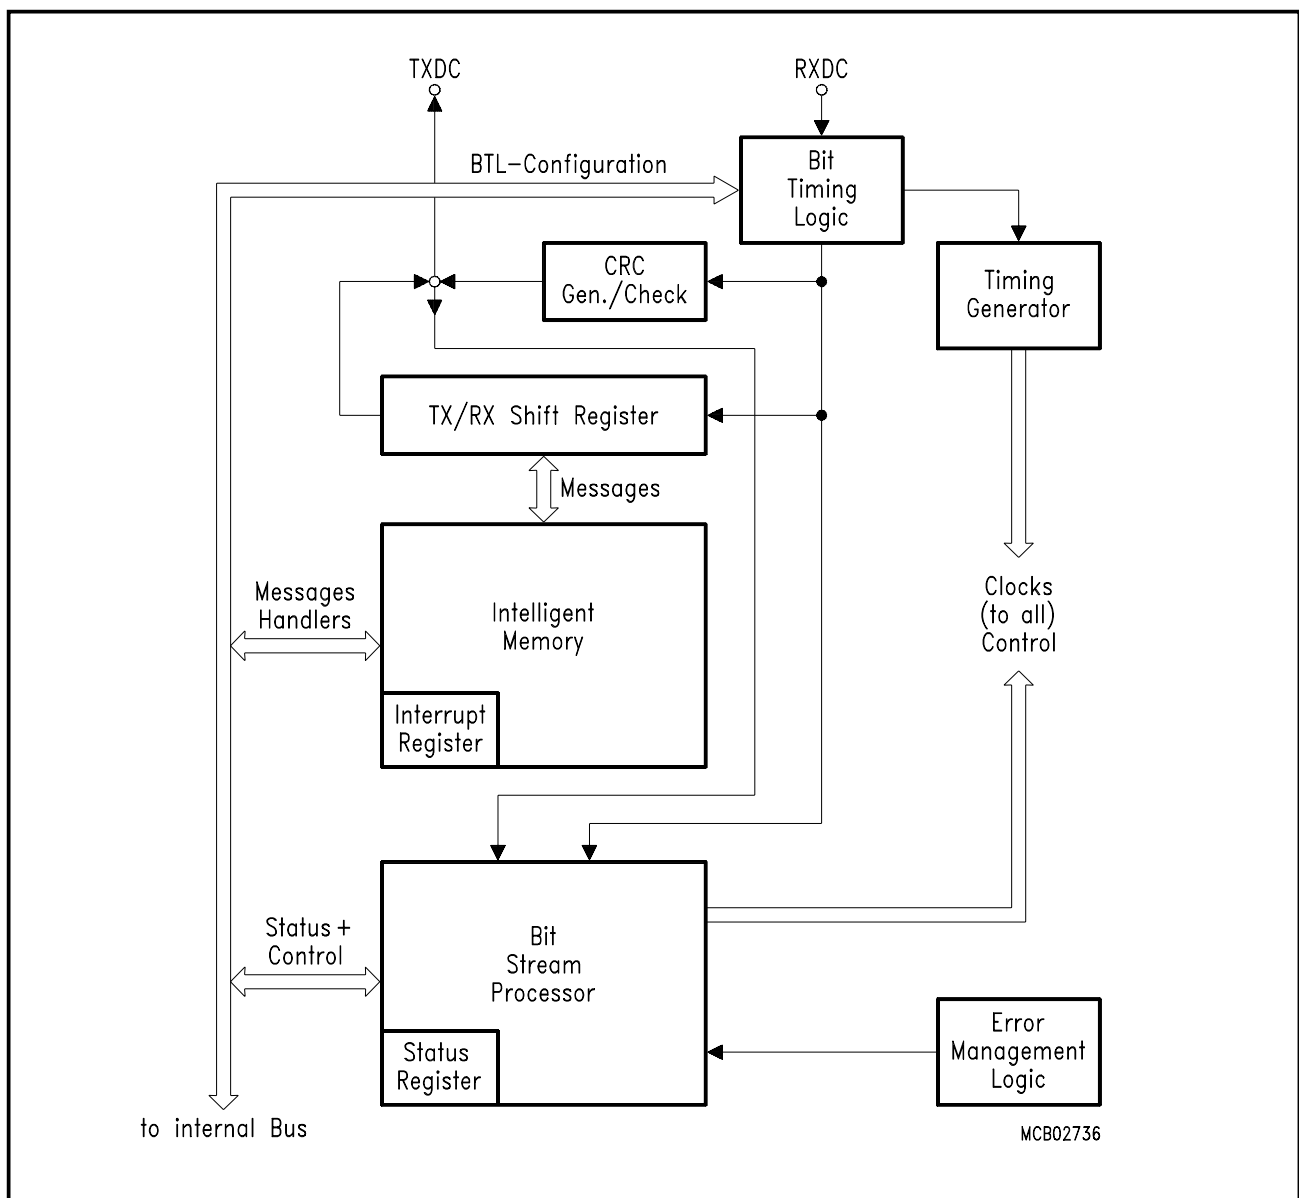 TXDC
RXDC
BTL-Configuration
Bit
Timing
Logic
CRC
Gen./Check
Timing
Generator
TX/RX Shift Register
Messages
Messages
Handlers
Intelligent
Memory
Clocks
(to all)
Control
Interrupt
Register
Status +
Control
Bit
Stream
Processor
Status
Register
Error
Management
Logic
to internal Bus
MCB02736